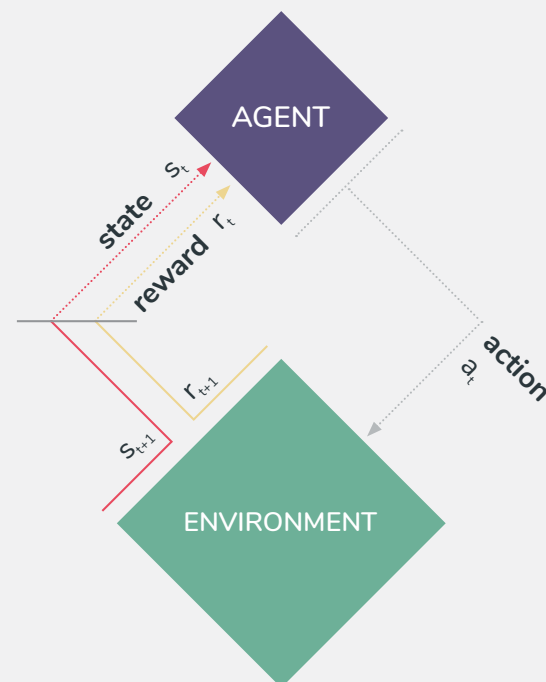 AGENT
state sₜ
reward rₜ
action
aₜ
rₜ₊₁
sₜ₊₁
ENVIRONMENT